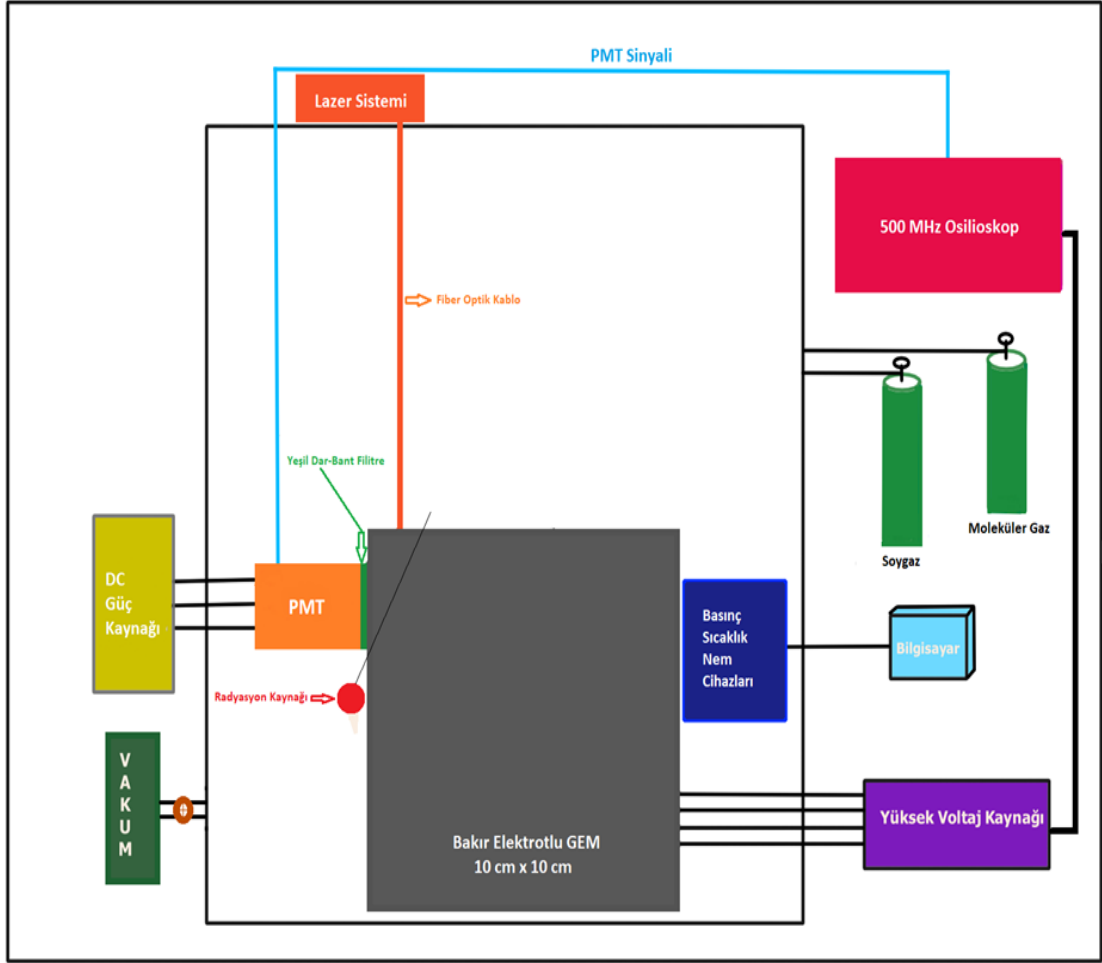 PMT Sinyali
Lazer Sistemi
500 MHz Osilioskop
Fiber Optik Kablo
Yeşil Dar-Bant Filitre
Moleküler Gaz
Soygaz
DC
Güç
Kaynağı
PMT
Basınç
Sıcaklık
Nem
Cihazları
Bilgisayar
Radyasyon Kaynağı
V
A
K
U
M
Bakır Elektrotlu GEM
10 cm x 10 cm
Yüksek Voltaj Kaynağı